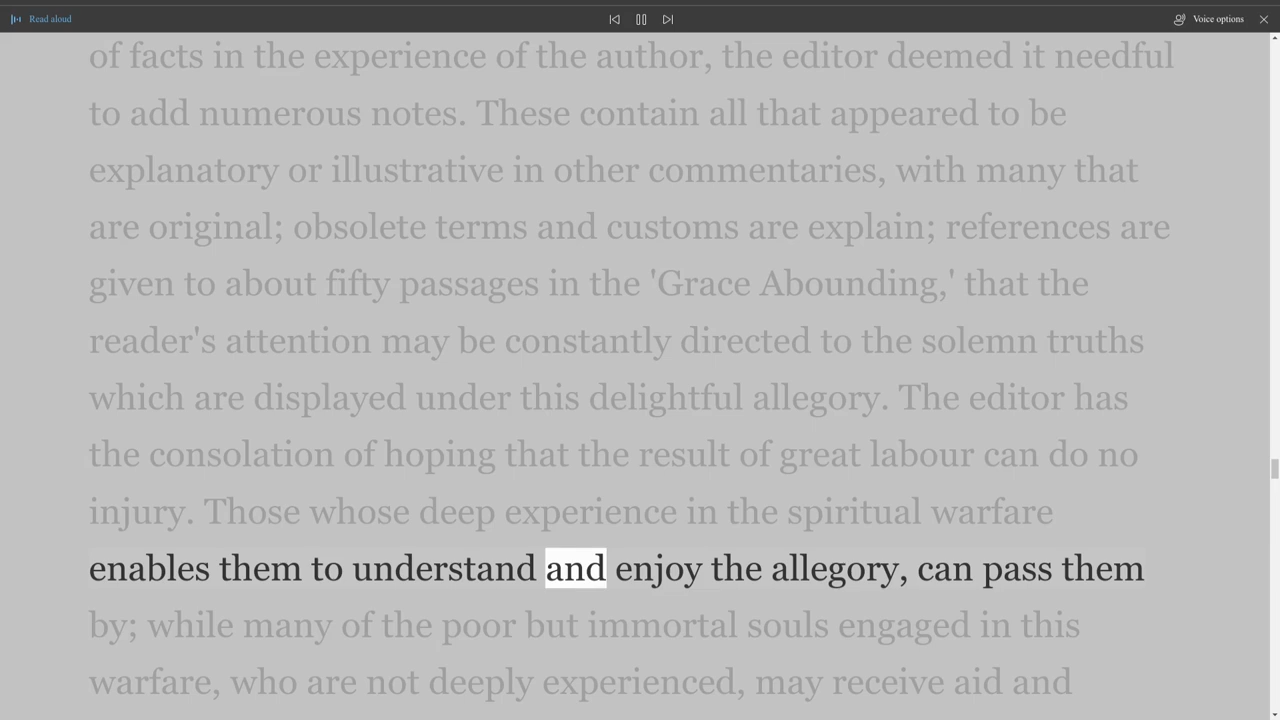 Read aloud
Voice options
of facts in the experience of the author, the editor deemed it needful
to add numerous notes. These contain all that appeared to be
explanatory or illustrative in other commentaries, with many that
are original; obsolete terms and customs are explain; references are
given to about fifty passages in the 'Grace Abounding,' that the
reader's attention may be constantly directed to the solemn truths
which are displayed under this delightful allegory. The editor has
the consolation of hoping that the result of great labour can do no
injury. Those whose deep experience in the spiritual warfare
enables them to understand and enjoy the allegory, can pass them
by; while many of the poor but immortal souls engaged in this
warfare, who are not deeply experienced, may receive aid and